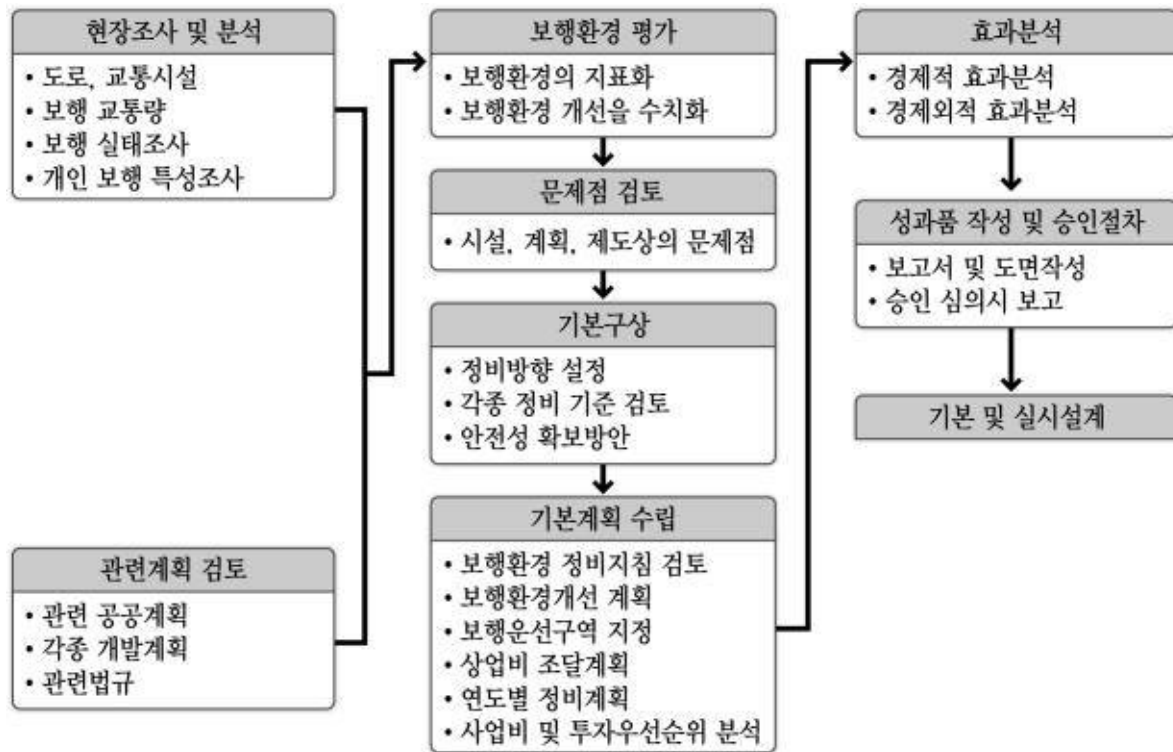 현장조사 및 분석
• 도로, 교통시설
• 보행 교통량
• 보행 실태조사
• 개인 보행 특성조사
관련계획 검토
• 관련 공공계획
• 각종 개발계획
• 관련법규
보행환경 평가
• 보행환경의 지표화
• 보행환경 개선을 수치화
문제점 검토
• 시설, 계획, 제도상의 문제점
기본구상
• 정비방향 설정
• 각종 정비 기준 검토
• 안전성 확보방안
기본계획 수립
• 보행환경 정비지침 검토
• 보행환경개선 계획
• 보행운선구역 지정
• 상업비 조달계획
• 연도별 정비계획
• 사업비 및 투자우선순위 분석
효과분석
• 경제적 효과분석
• 경제외적 효과분석
성과품 작성 및 승인절차
• 보고서 및 도면작성
• 승인 심의시 보고
기본 및 실시설계